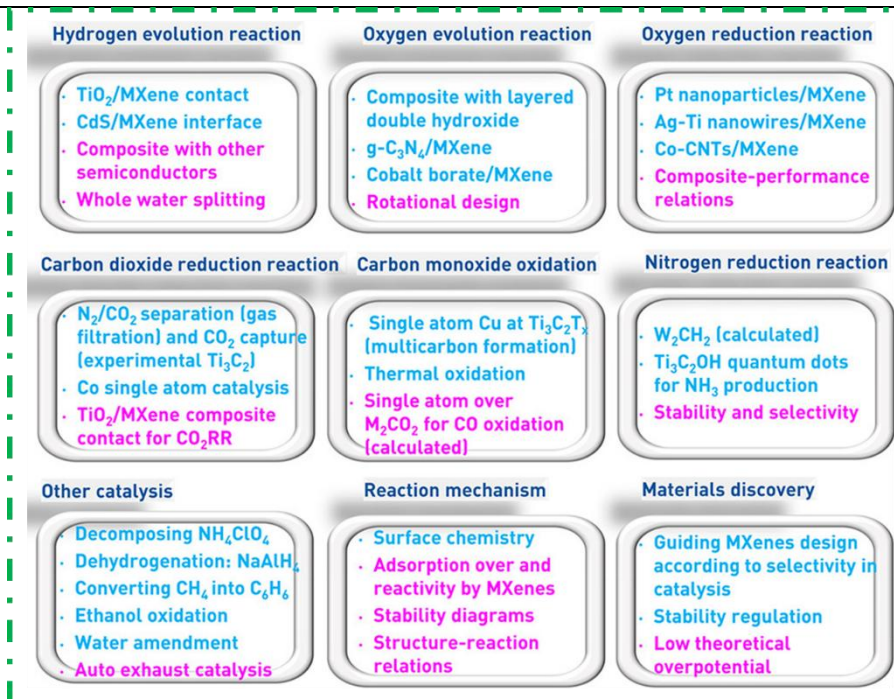 Hydrogen evolution reaction
· TiO₂/MXene contact
· CdS/MXene interface
· Composite with other
semiconductors
· Whole water splitting
Oxygen evolution reaction
· Composite with layered
double hydroxide
· g-C₃N₄/MXene
· Cobalt borate/MXene
· Rotational design
Oxygen reduction reaction
· Pt nanoparticles/MXene
· Ag-Ti nanowires/MXene
· Co-CNTs/MXene
· Composite-performance
relations
Carbon dioxide reduction reaction
· N₂/CO₂ separation (gas
filtration) and CO₂ capture
(experimental Ti₃C₂)
· Co single atom catalysis
· TiO₂/MXene composite
contact for CO₂RR
Carbon monoxide oxidation
· Single atom Cu at Ti₃C₂Tₓ
(multicarbon formation)
· Thermal oxidation
· Single atom over
M₂CO₂ for CO oxidation
(calculated)
Nitrogen reduction reaction
· W₂CH₂ (calculated)
· Ti₃C₂OH quantum dots
for NH₃ production
· Stability and selectivity
Other catalysis
· Decomposing NH₄ClO₄
· Dehydrogenation: NaAlH₄
· Converting CH₄ into C₆H₆
· Ethanol oxidation
· Water amendment
· Auto exhaust catalysis
Reaction mechanism
· Surface chemistry
· Adsorption over and
reactivity by MXenes
· Stability diagrams
· Structure-reaction
relations
Materials discovery
· Guiding MXenes design
according to selectivity in
catalysis
· Stability regulation
· Low theoretical
overpotential